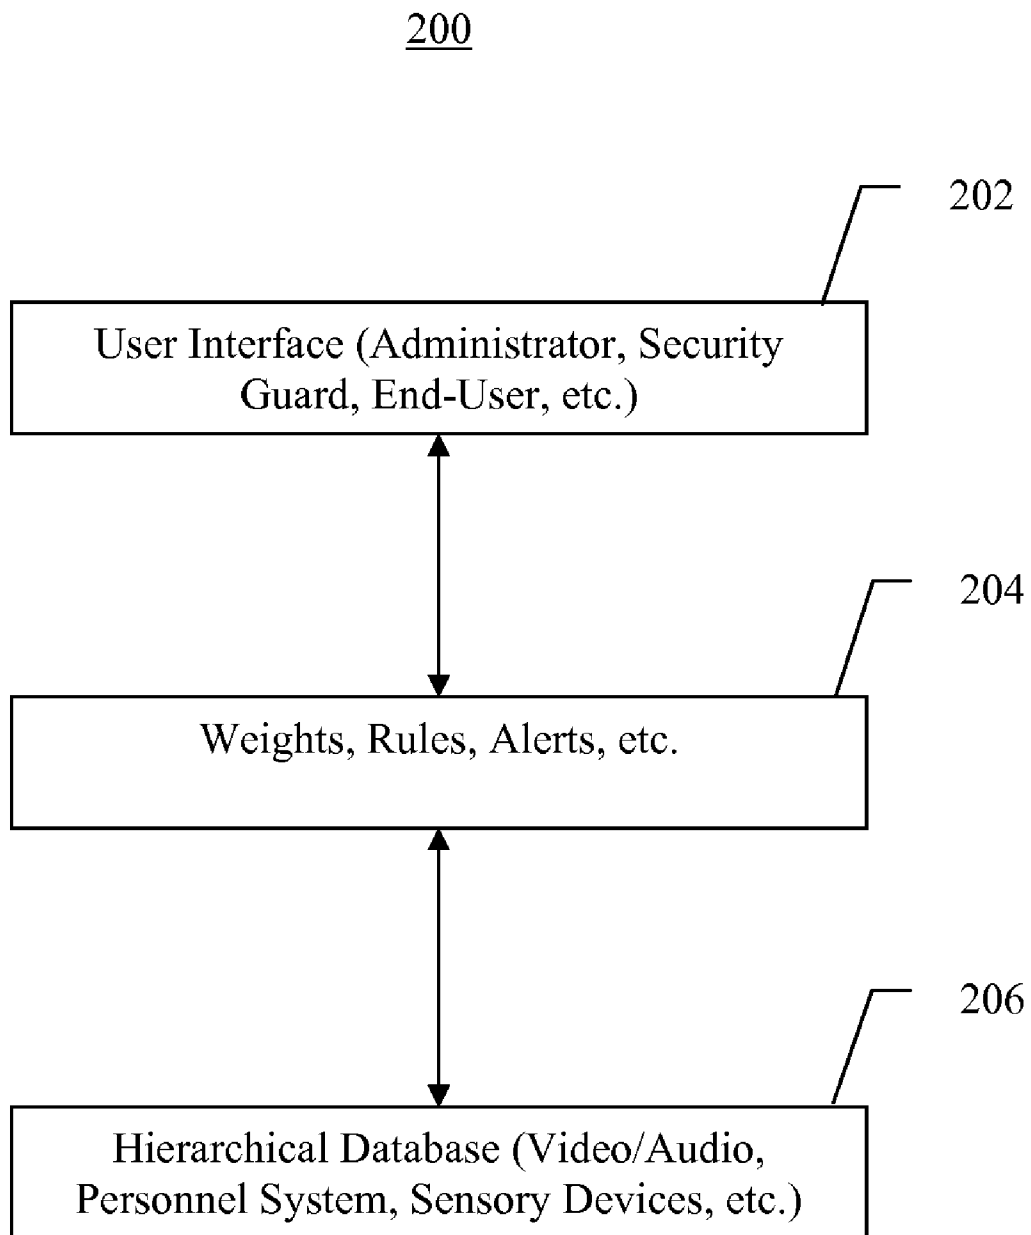 200
202
User Interface (Administrator, Security
Guard, End-User, etc.)
204
Weights, Rules, Alerts, etc.
206
Hierarchical Database (Video/Audio,
Personnel System, Sensory Devices, etc.)